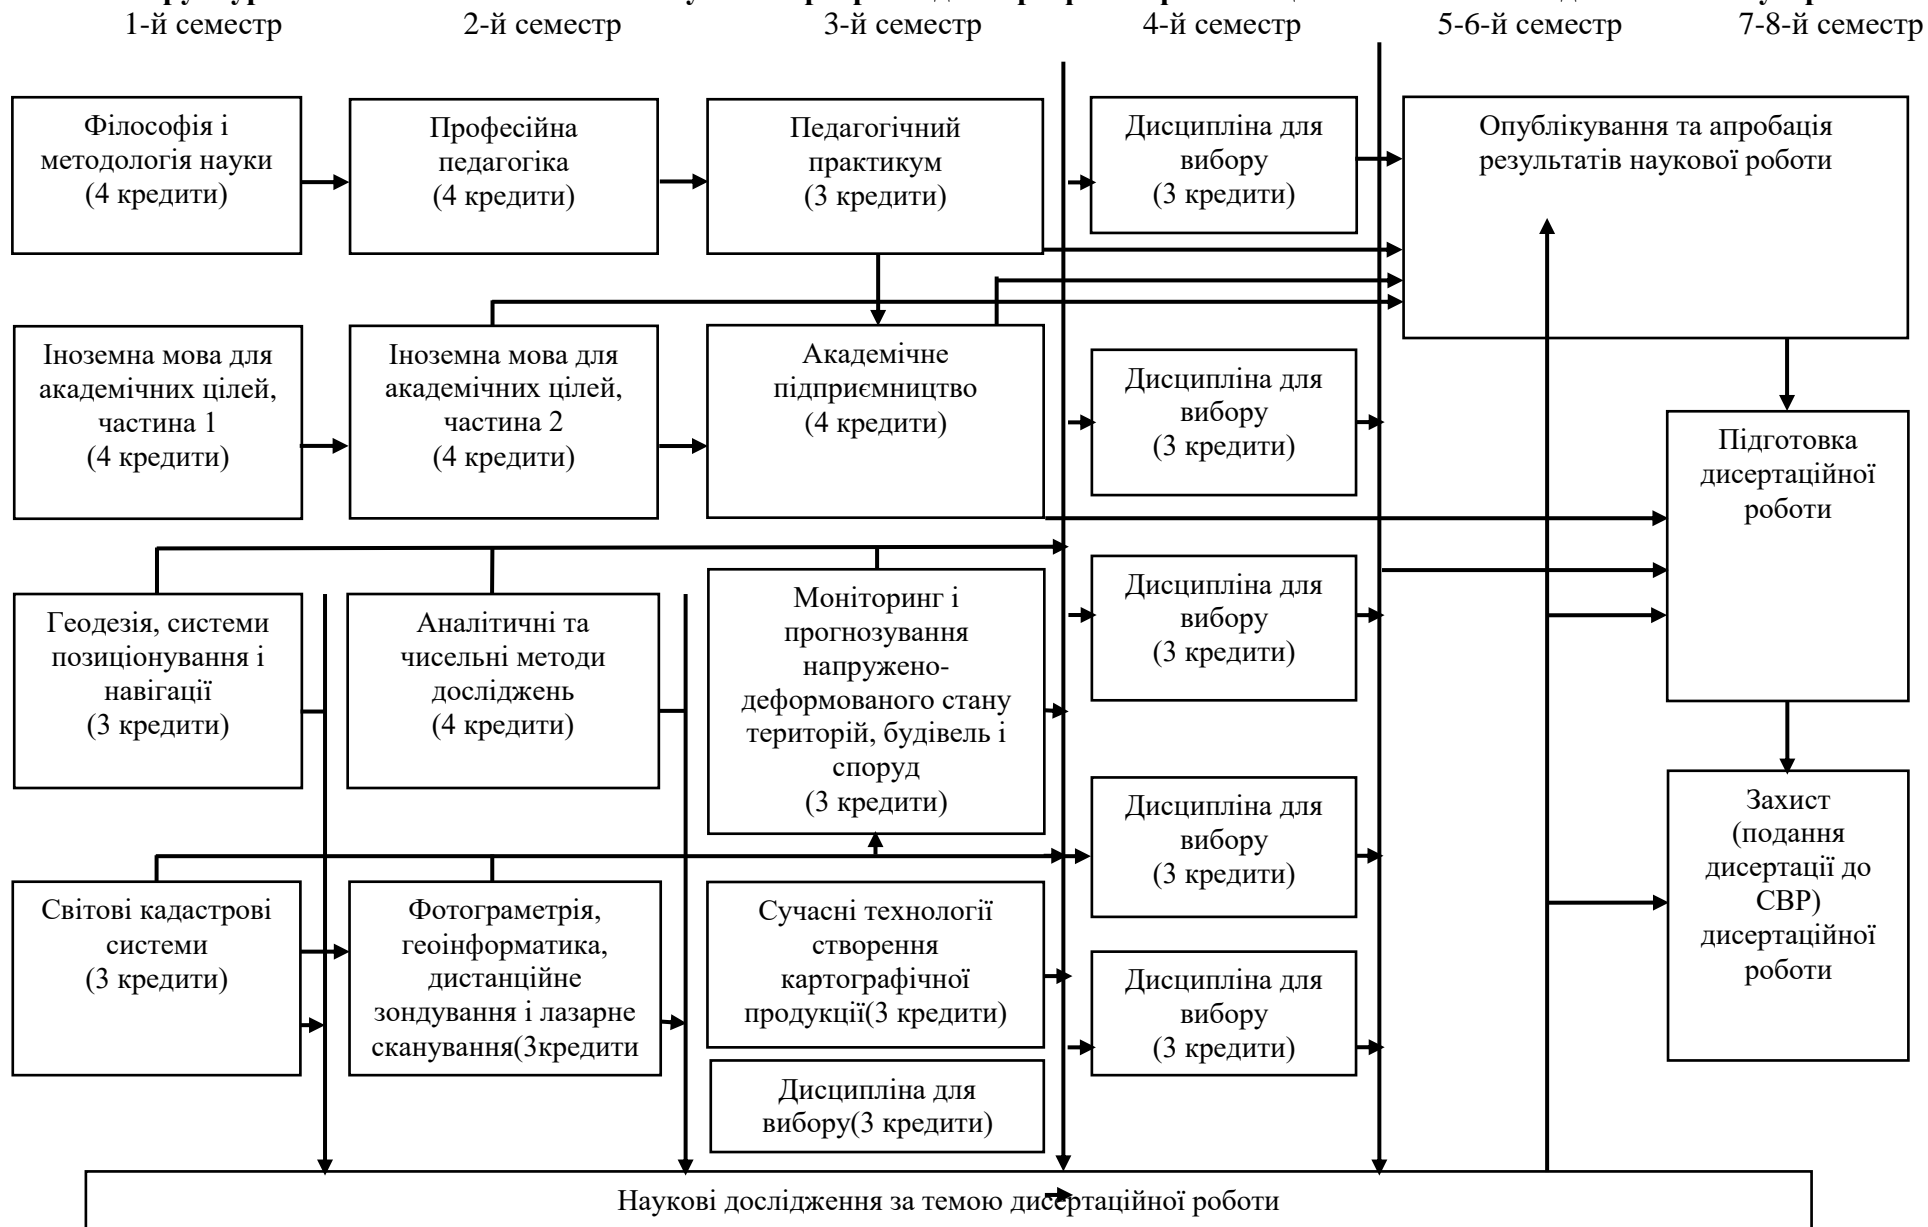 1-й семестр
2-й семестр
3-й семестр
4-й семестр
5-6-й семестр
7-8-й семестр
Філософія і
методологія науки
(4 кредити)
Професійна
педагогіка
(4 кредити)
Педагогічний
практикум
(3 кредити)
Дисципліна для
вибору
(3 кредити)
Опублікування та апробація
результатів наукової роботи
Іноземна мова для
академічних цілей,
частина 1
(4 кредити)
Іноземна мова для
академічних цілей,
частина 2
(4 кредити)
Академічне
підприємництво
(4 кредити)
Дисципліна для
вибору
(3 кредити)
Підготовка
дисертаційної
роботи
Геодезія, системи
позиціонування і
навігації
(3 кредити)
Аналітичні та
чисельні методи
досліджень
(4 кредити)
Моніторинг і
прогнозування
напружено-
деформованого стану
територій, будівель і
споруд
(3 кредити)
Дисципліна для
вибору
(3 кредити)
Дисципліна для
вибору
(3 кредити)
Захист
(подання
дисертації до
СВР)
дисертаційної
роботи
Світові кадастрові
системи
(3 кредити)
Фотограметрія,
геоінформатика,
дистанційне
зондування і лазарне
сканування(3кредити
Сучасні технології
створення
картографічної
продукції(3 кредити)
Дисципліна для
вибору
(3 кредити)
Дисципліна для
вибору(3 кредити)
Наукові дослідження за темою дисертаційної роботи